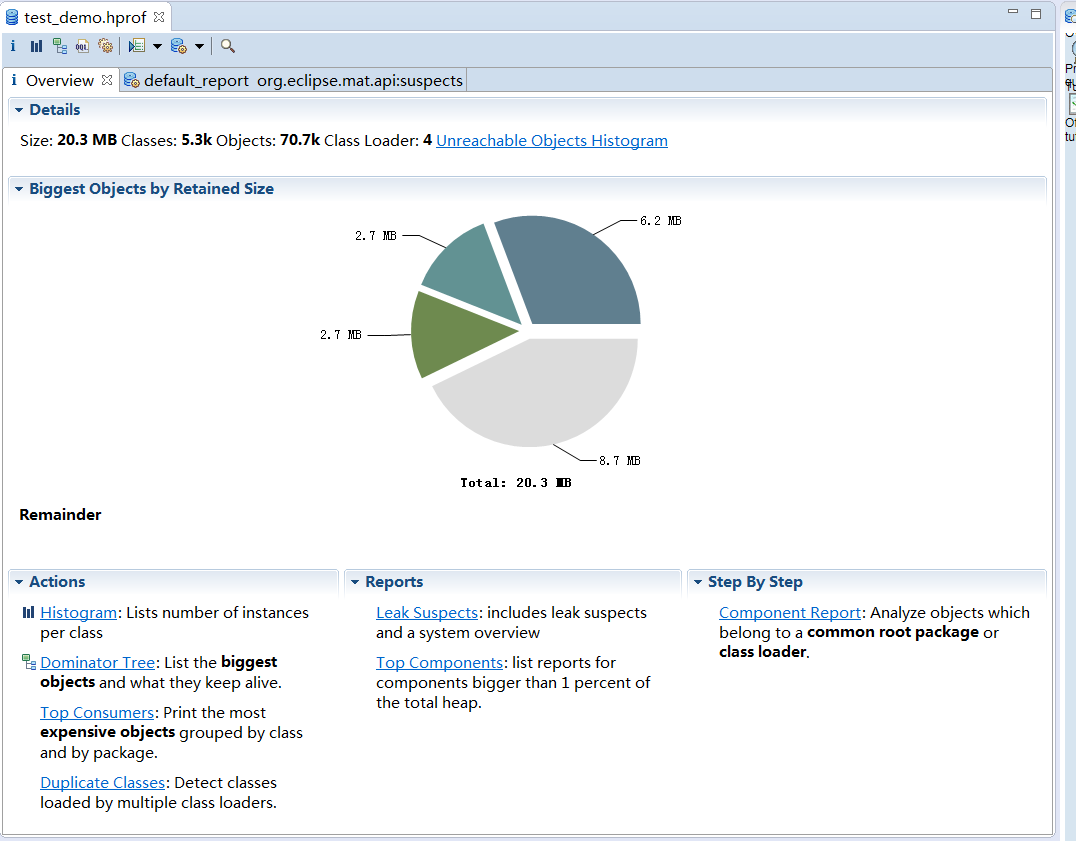 test_demo.hprof
Overview
default_report org.eclipse.mat.api:suspects
Details
Size: 20.3 MB Classes: 5.3k Objects: 70.7k Class Loader: 4 Unreachable Objects Histogram
Biggest Objects by Retained Size
6.2 MB
2.7 MB
2.7 MB
8.7 MB
Total: 20.3 MB
Remainder
Actions
Histogram: Lists number of instances
per class
Dominator Tree: List the biggest
objects and what they keep alive.
Top Consumers: Print the most
expensive objects grouped by class
and by package.
Duplicate Classes: Detect classes
loaded by multiple class loaders.
Reports
Leak Suspects: includes leak suspects
and a system overview
Top Components: list reports for
components bigger than 1 percent of
the total heap.
Step By Step
Component Report: Analyze objects which
belong to a common root package or
class loader.